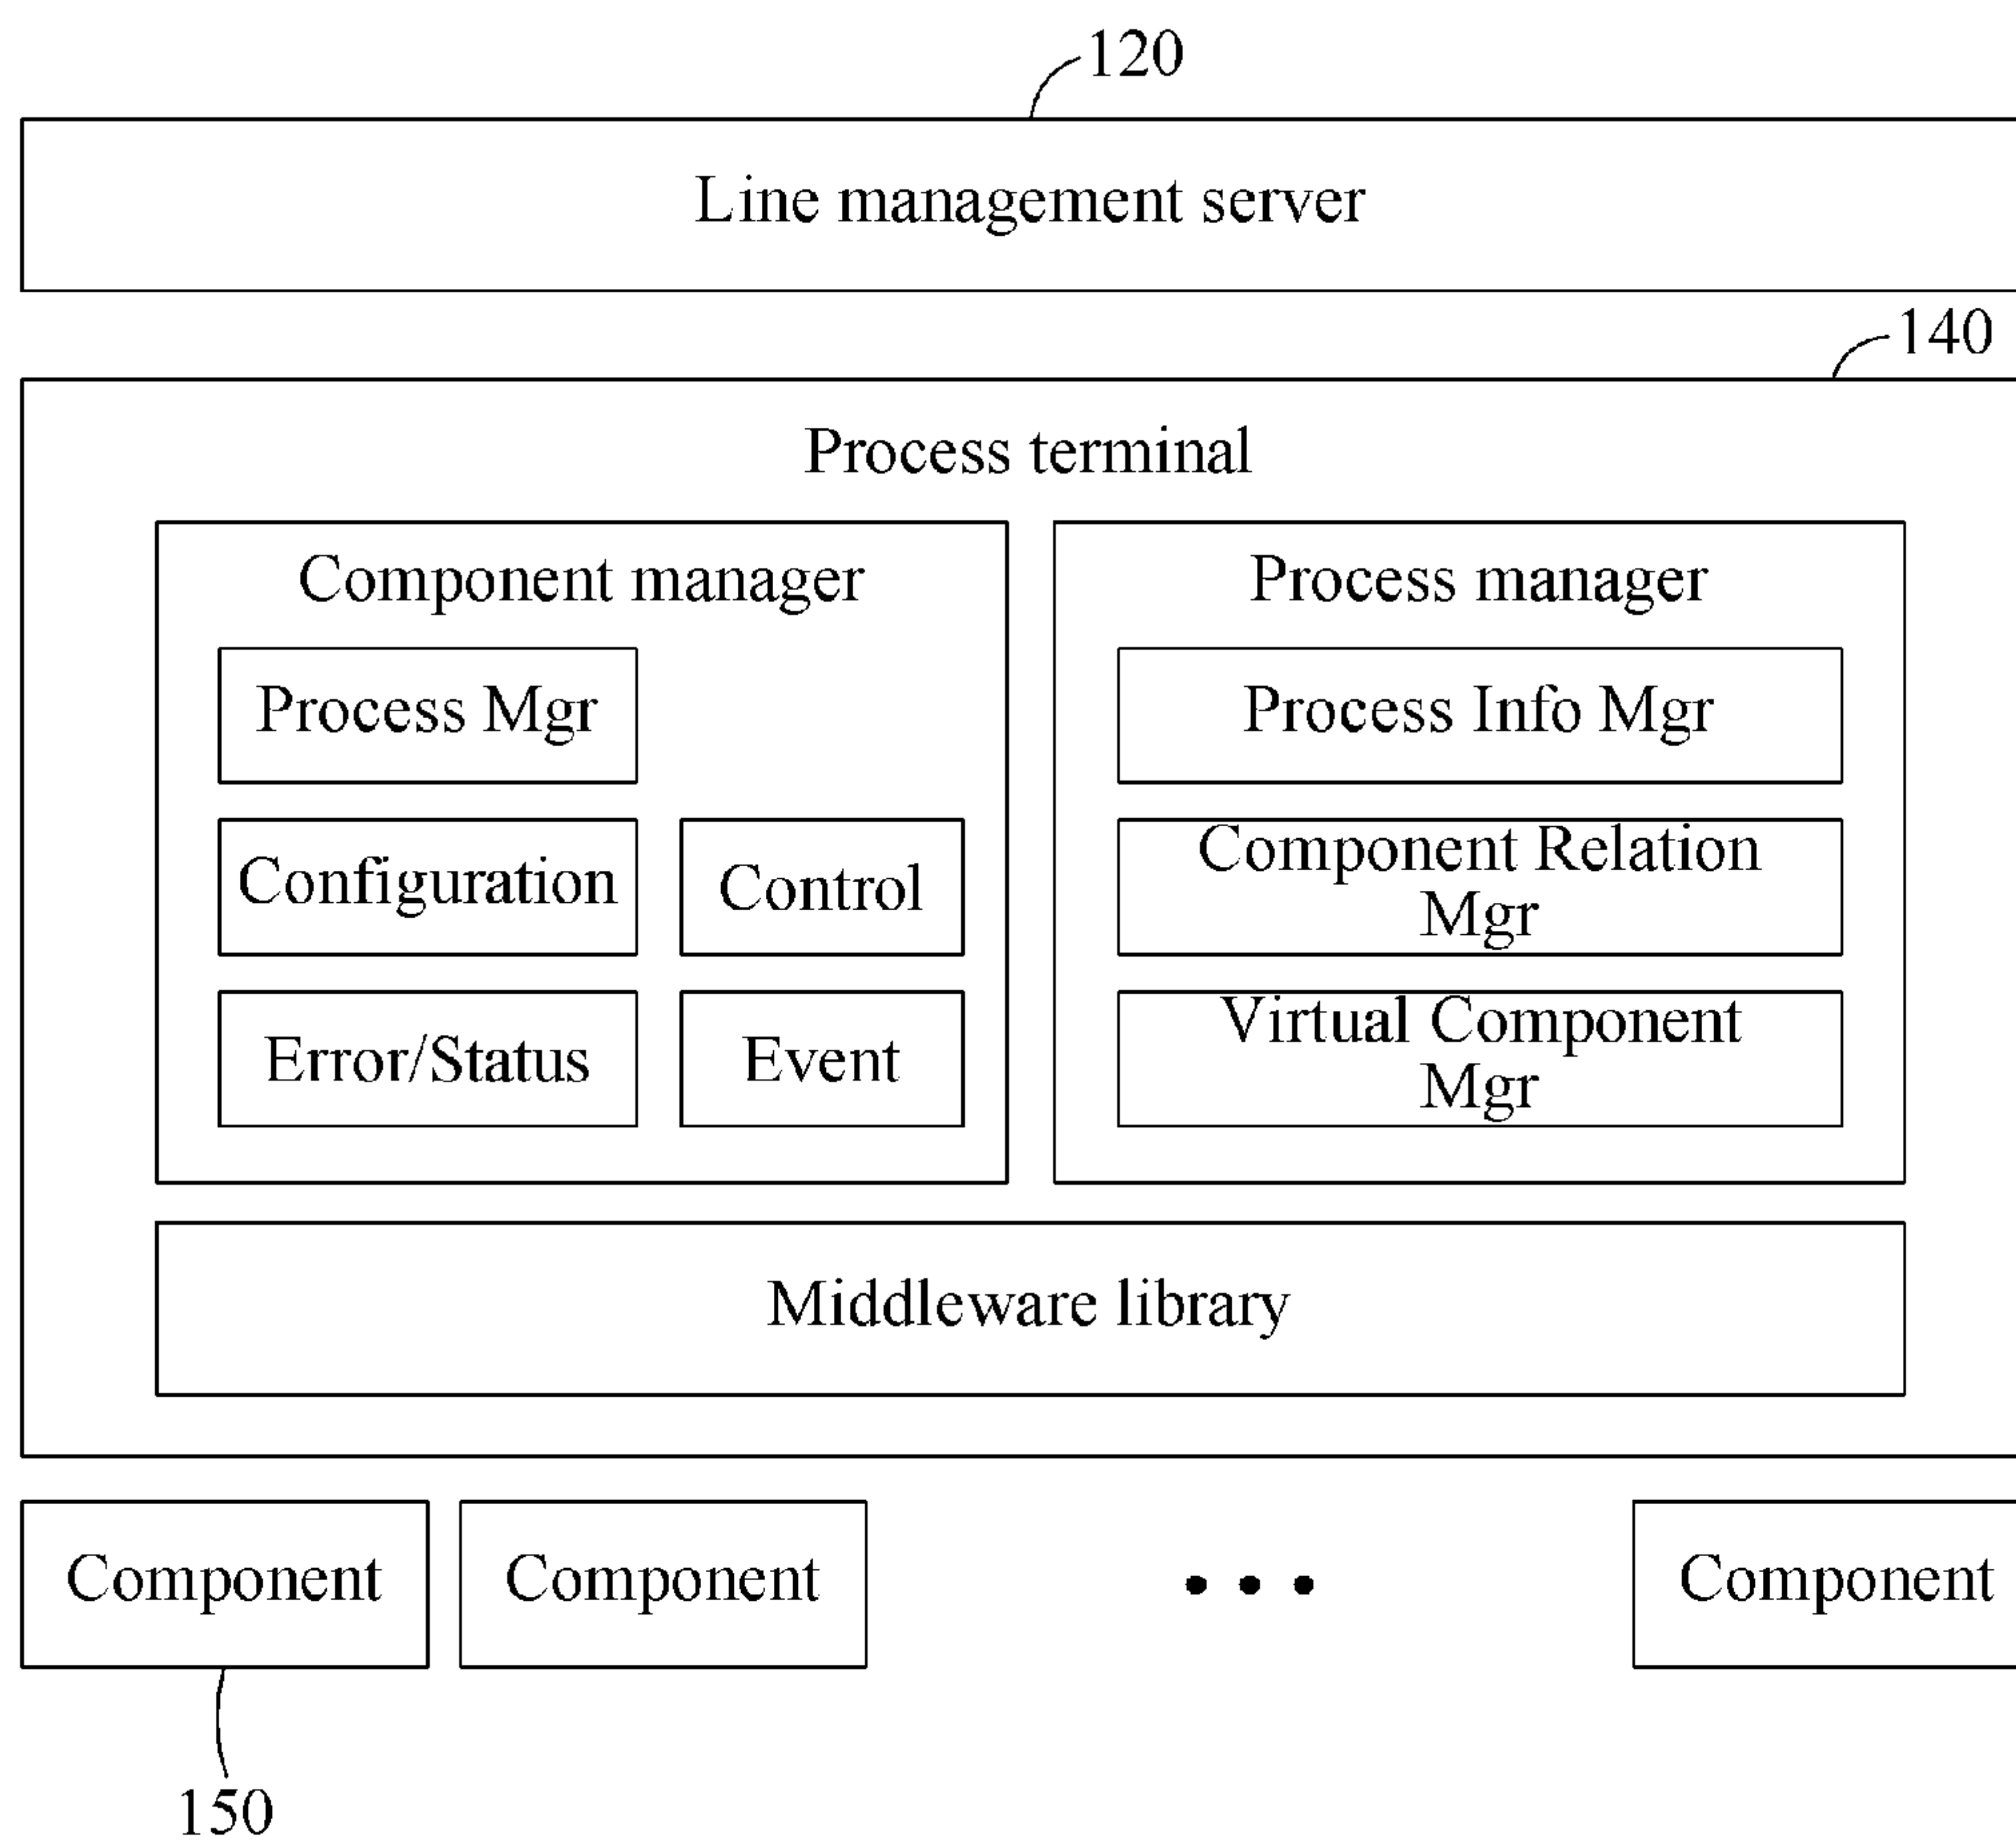 120
Line management server
140
Process terminal
Component manager
Process Mgr
Configuration
Control
Error/Status
Event
Process manager
Process Info Mgr
Component Relation
Mgr
Virtual Component
Mgr
Middleware library
Component
Component
Component
150